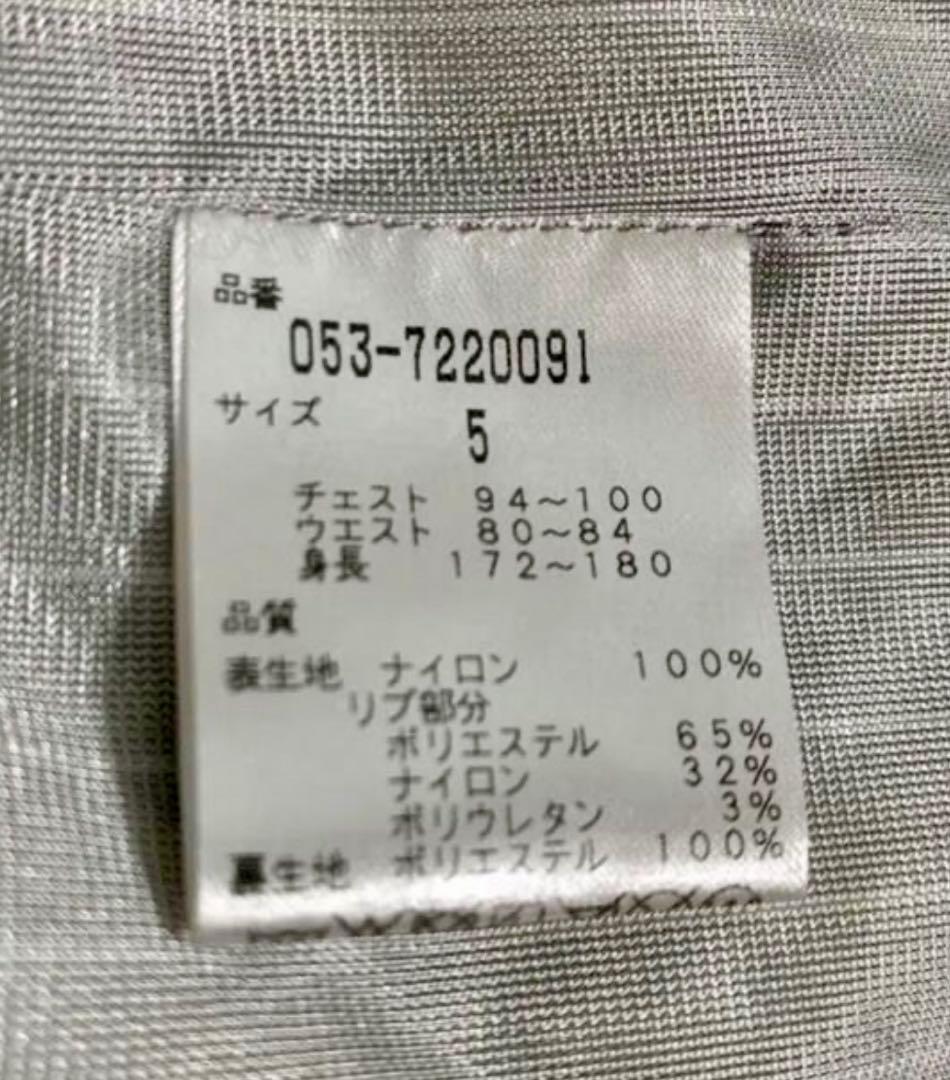 品番
053-7220091
サイズ 5
チェスト 94～100
ウエスト 80～84
身長 172～180
品質
表生地 ナイロン 100%
リブ部分
ポリエステル 65%
ナイロン 32%
ポリウレタン 3%
裏生地 ポリエステル 100%